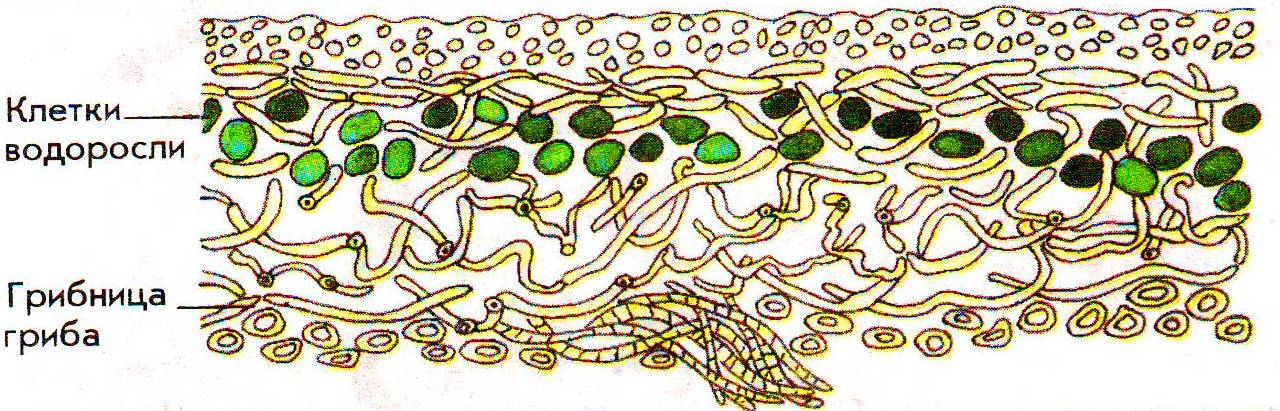 Клетки
водоросли
Грибница
гриба